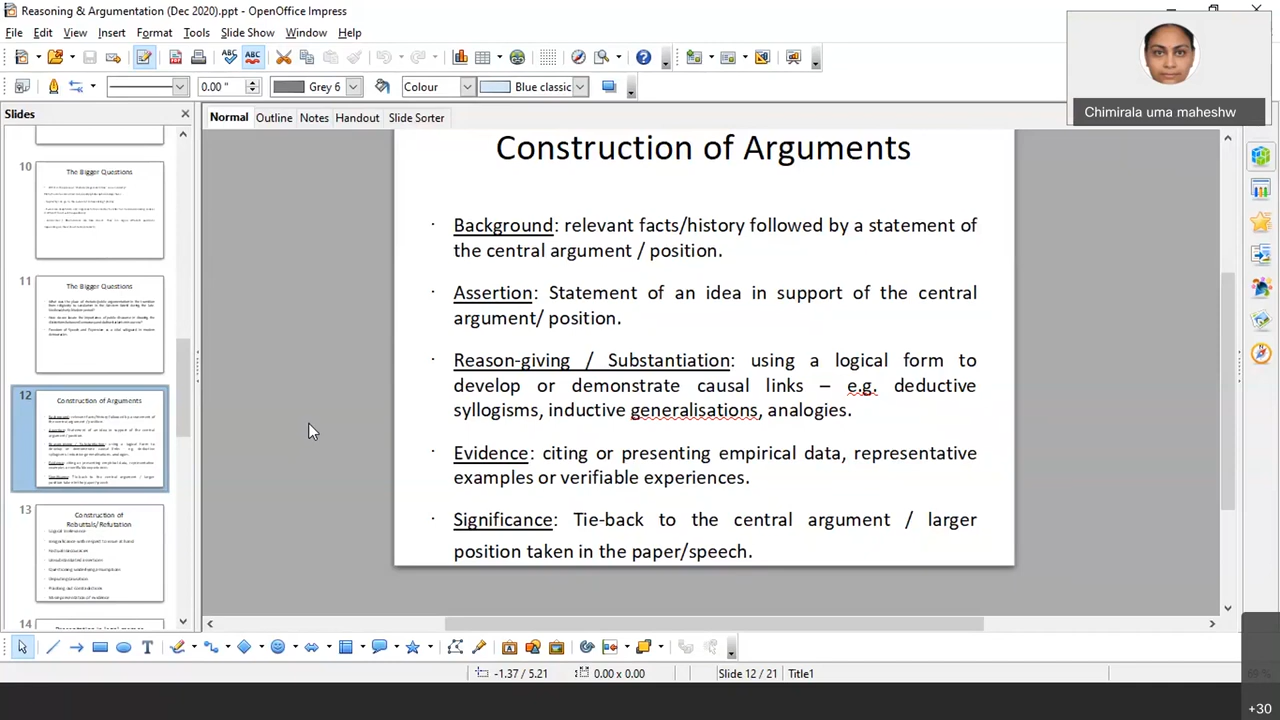 Reasoning & Argumentation (Dec 2020).ppt - OpenOffice Impress
File Edit View Insert Format Tools Slide Show Window Help
0.00 " Grey 6 Colour Blue classic
Chimirala uma maheshw
Slides
Normal Outline Notes Handout Slide Sorter
10
The Bigger Questions
11
The Bigger Questions
12
Construction of Arguments
13
Construction of
Rebuttals/Refutation
14
Construction of Arguments
· Background: relevant facts/history followed by a statement of
the central argument / position.
· Assertion: Statement of an idea in support of the central
argument/ position.
· Reason-giving / Substantiation: using a logical form to
develop or demonstrate causal links – e.g. deductive
syllogisms, inductive generalisations, analogies.
· Evidence: citing or presenting empirical data, representative
examples or verifiable experiences.
· Significance: Tie-back to the central argument / larger
position taken in the paper/speech.
-1.37 / 5.21 0.00 x 0.00 Slide 12 / 21 Title1
+30